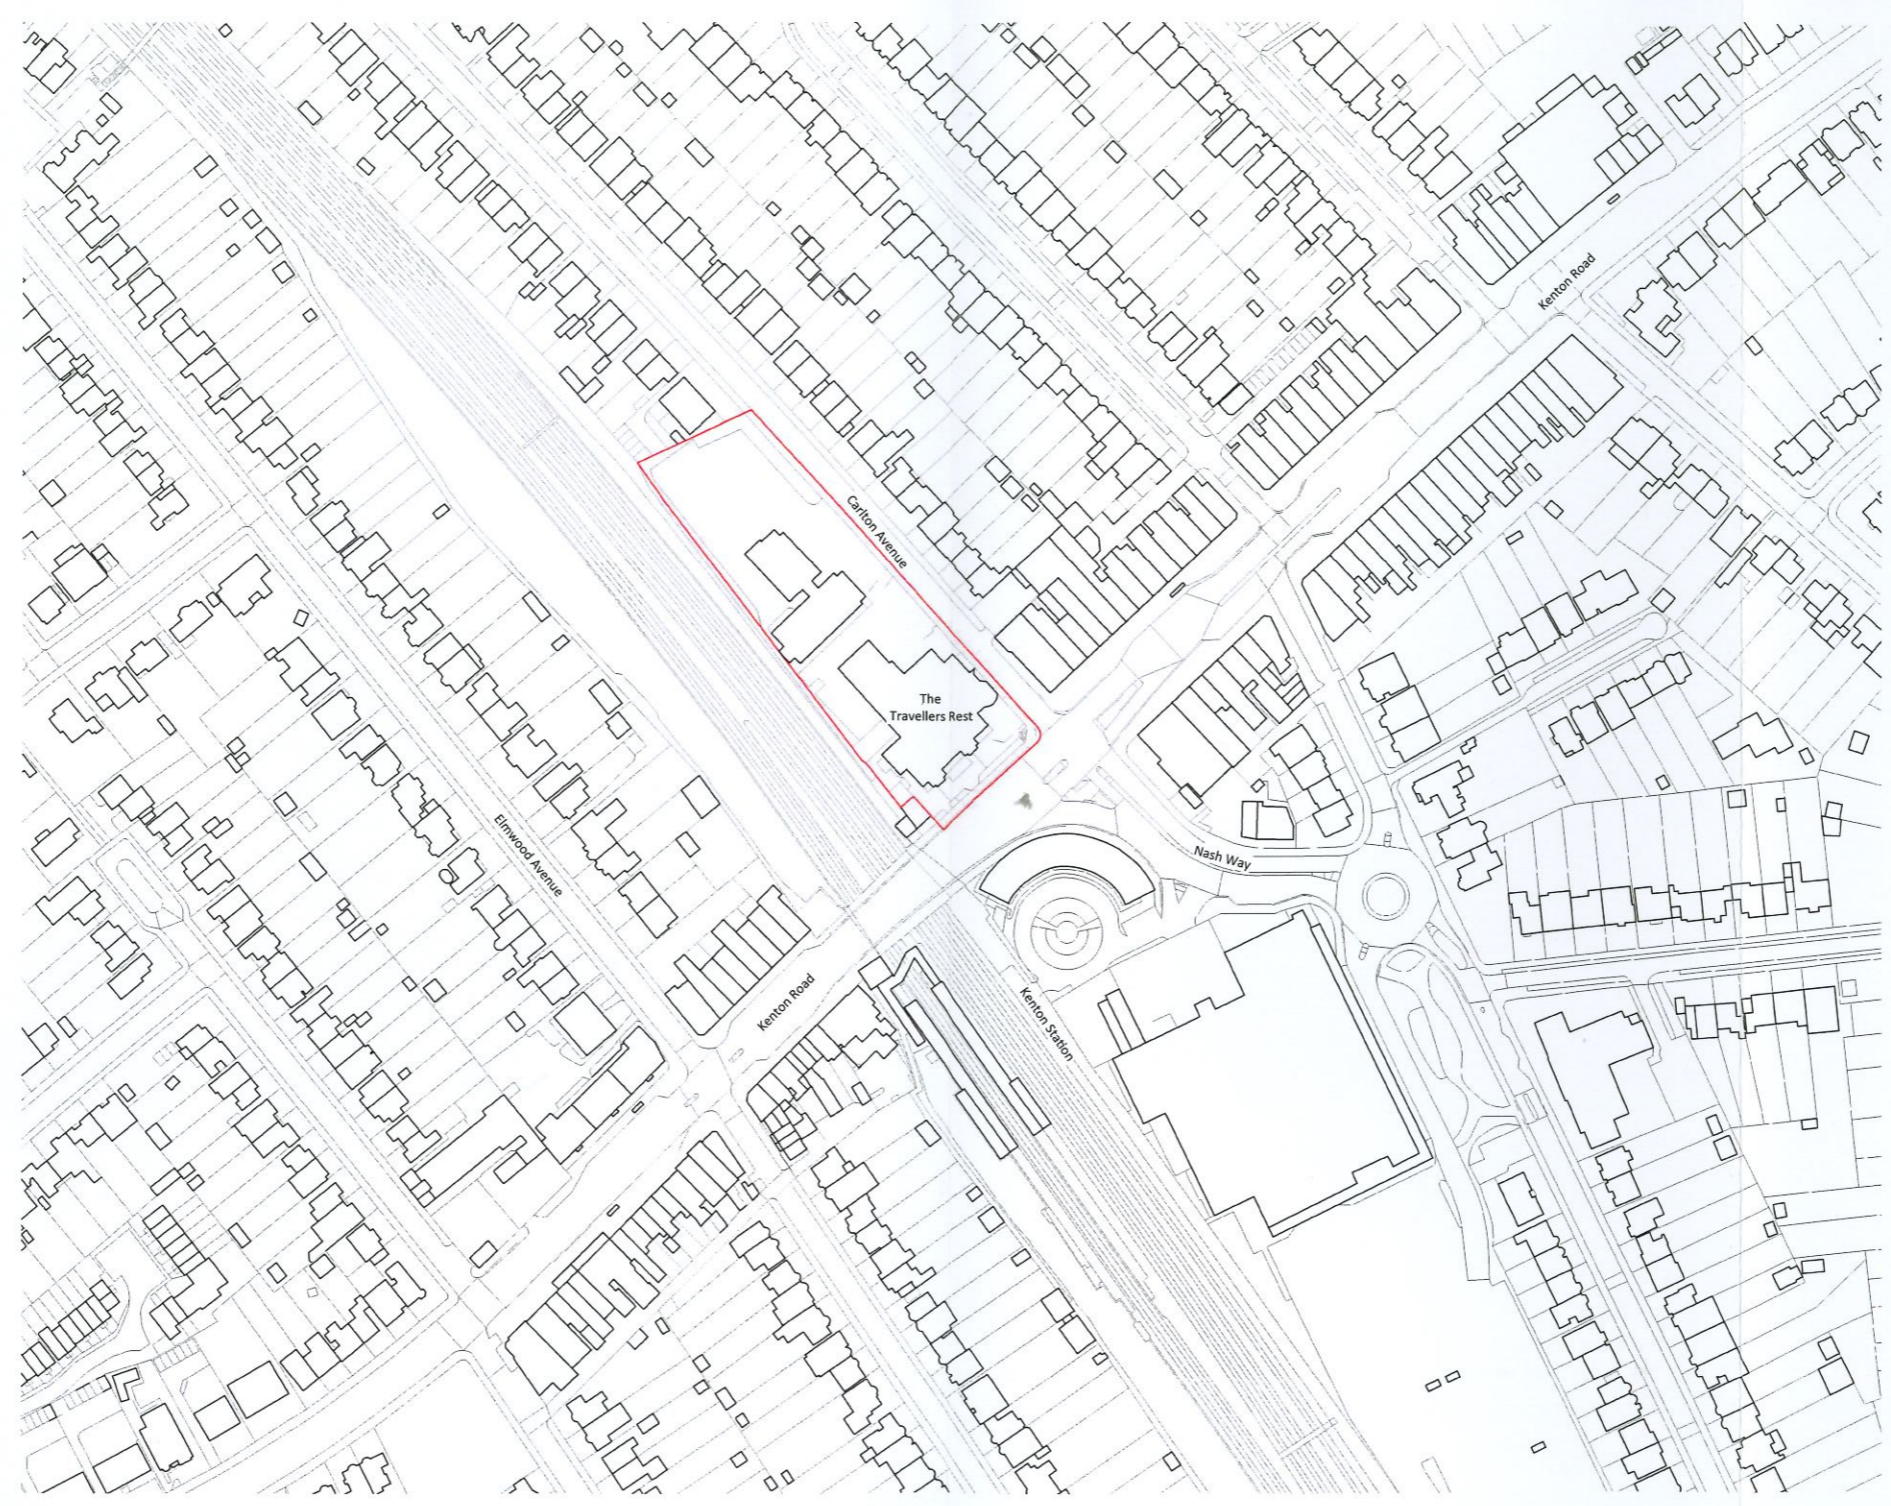 Kenton Road
Carlton Avenue
The
Travellers Rest
Elmwood Avenue
Nash Way
Kenton Road
Kenton Station